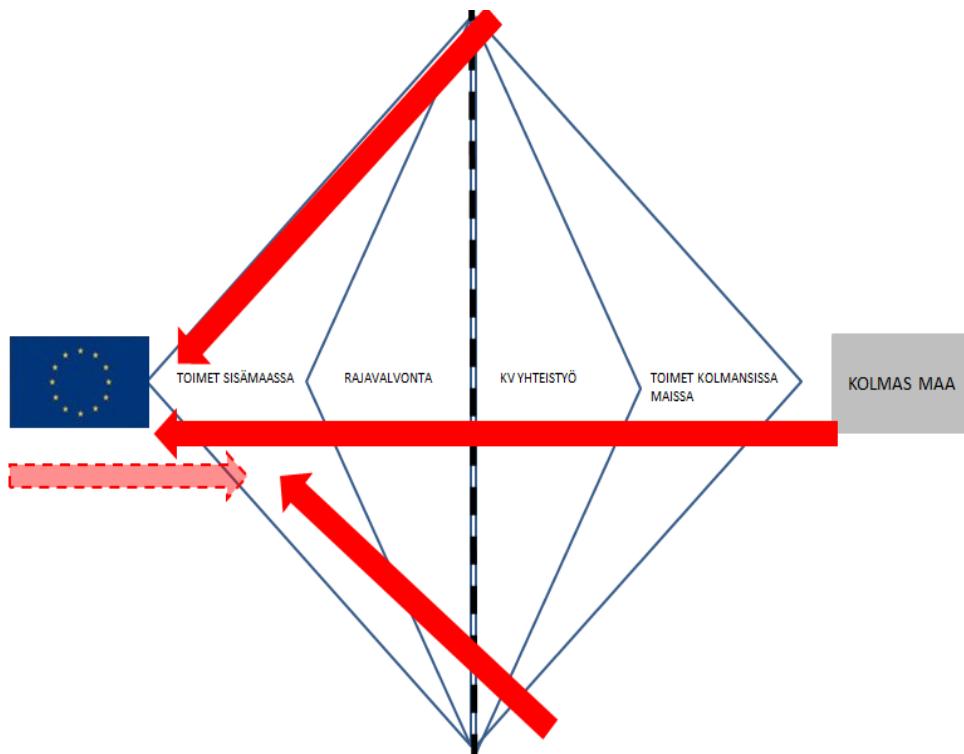 TOIMET SISÄMAASSA
RAJAVALVONTA
KV YHTEISTYÖ
TOIMET KOLMANSISSA
MAISSA
KOLMAS MAA